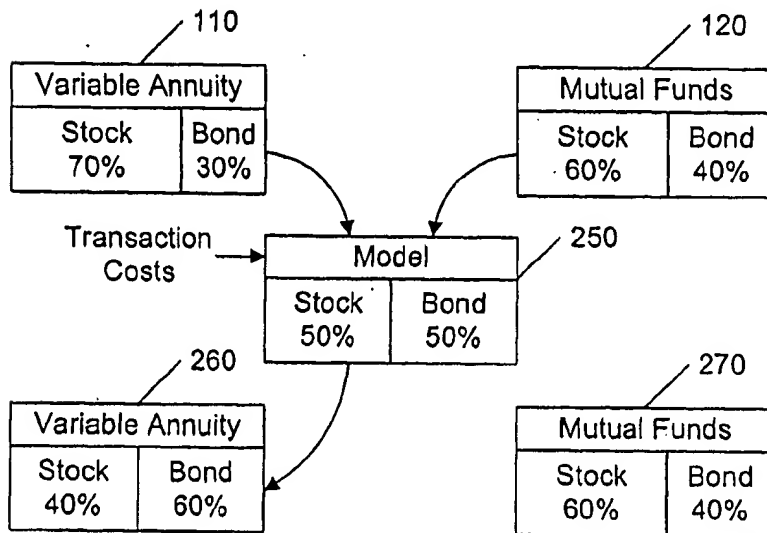 110
120
Variable Annuity
Stock
70%
Bond
30%
Mutual Funds
Stock
60%
Bond
40%
Transaction
Costs
250
Model
Stock
50%
Bond
50%
260
270
Variable Annuity
Stock
40%
Bond
60%
Mutual Funds
Stock
60%
Bond
40%